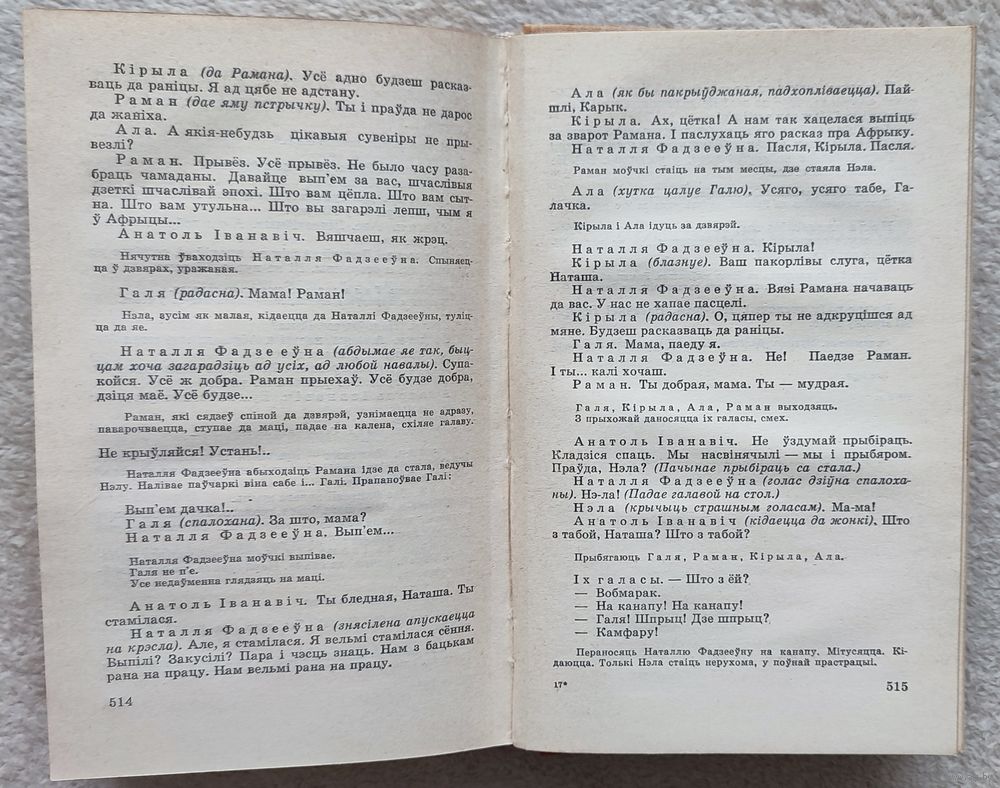 Кірыла (да Рамана). Усё адно будзеш расказ-
ваць да раніцы. Я ад цябе не адстану.
Раман (дае яму пстрычку). Ты і праўда не дарос
да жаніха.
Ала. А якія-небудзь цікавыя сувеніры не пры-
везлі?
Раман. Прывёз. Усё прывёз. Не было часу раза-
браць чамаданы. Давайце вып'ем за вас, шчаслівыя
дзеткі шчаслівай эпохі. Што вам цёпла. Што вам сыт-
на. Што вам утульна... Што вы загарэлі лепш, чым я
ў Афрыцы...
Анатоль Іванавіч. Вяшчаеш, як жрэц.
Нячутна ўваходзіць Наталля Фадзееўна. Спыняец-
ца ў дзвярах, уражаная.
Галя (радасна). Мама! Раман!
Нэла, зусім як малая, кідаецца да Наталлі Фадзееўны, туліц-
ца да яе.
Наталля Фадзееўна (абдымае яе так, быц-
цам хоча загарадзіць ад усіх, ад любой навалы). Супа-
койся. Усё ж добра. Раман прыехаў. Усё будзе добра,
дзіця маё. Усё будзе...
Раман, які сядзеў спіной да дзвярэй, узнімаецца не адразу,
паварочваецца, ступае да маці, падае на калена, схіляе галаву.
Не крыўляйся! Устань!..
Наталля Фадзееўна абыходзіць Рамана ідзе да стала, ведучы
Нэлу. Налівае паўчаркі віна сабе і... Галі. Прапаноўвае Галі:
Вып'ем дачка!..
Галя (спалохана). За што, мама?
Наталля Фадзееўна. Вып'ем...
Наталля Фадзееўна моўчкі выпівае.
Галя не п'е.
Усе недаўменна глядзяць на маці.
Анатоль Іванавіч. Ты бледная, Наташа. Ты
стамілася.
Наталля Фадзееўна (знясілена апускаецца
на крэсла). Але, я стамілася. Я вельмі стамілася сёння.
Выпілі? Закусілі? Пара і чэсць знаць. Нам з бацькам
рана на працу. Нам вельмі рана на працу.
514
Ала (як бы пакрыўджаная, падхопліваецца). Пай-
шлі, Карык.
Кірыла. Ах, цётка! А нам так хацелася выпіць
за зварот Рамана. І паслухаць яго расказ пра Афрыку.
Наталля Фадзееўна. Пасля, Кірыла. Пасля.
Раман моўчкі стаіць на тым месцы, дзе стаяла Нэла.
Ала (хутка цалуе Галю). Усяго, усяго табе, Га-
лачка.
Кірыла і Ала ідуць за дзвярэй.
Наталля Фадзееўна. Кірыла!
Кірыла (блазнуе). Ваш пакорлівы слуга, цётка
Наташа.
Наталля Фадзееўна. Вязі Рамана начаваць
да вас. У нас не хапае пасцелі.
Кірыла (радасна). О, цяпер ты не адкруцішся ад
мяне. Будзеш расказваць да раніцы.
Галя. Мама, паеду я.
Наталля Фадзееўна. Не! Паедзе Раман.
І ты... калі хочаш.
Раман. Ты добрая, мама. Ты — мудрая.
Галя, Кірыла, Ала, Раман выходзяць.
З прыхожай даносяцца іх галасы, смех.
Анатоль Іванавіч. Не ўздумай прыбіраць.
Кладзіся спаць. Мы насвінячылі — мы і прыбяром.
Праўда, Нэла? (Пачынае прыбіраць са стала.)
Наталля Фадзееўна (голас дзіўна спалоха-
ны). Нэ-ла! (Падае галавой на стол.)
Нэла (крычыць страшным голасам). Ма-ма!
Анатоль Іванавіч (кідаецца да жонкі). Што
з табой, Наташа? Што з табой?
Прыбягаюць Галя, Раман, Кірыла, Ала.
Іх галасы. — Што з ёй?
— Вобмарак.
— На канапу! На канапу!
— Галя! Шпрыц! Дзе шпрыц?
— Камфару!
Пераносяць Наталлю Фадзееўну на канапу. Мітусяцца. Кі-
даюцца. Толькі Нэла стаіць нерухома, у поўнай прастрацыі.
17*
515